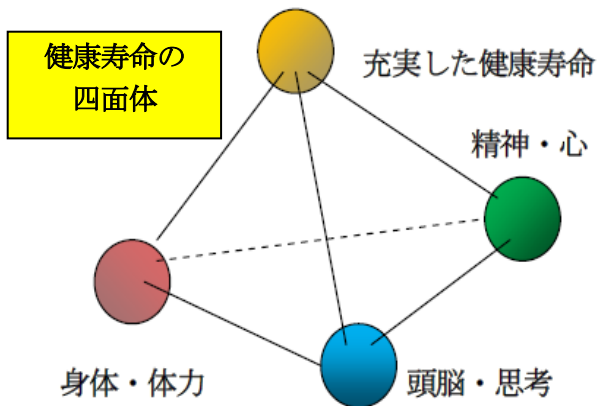 健康寿命の
四面体
充実した健康寿命
精神・心
身体・体力
頭脳・思考